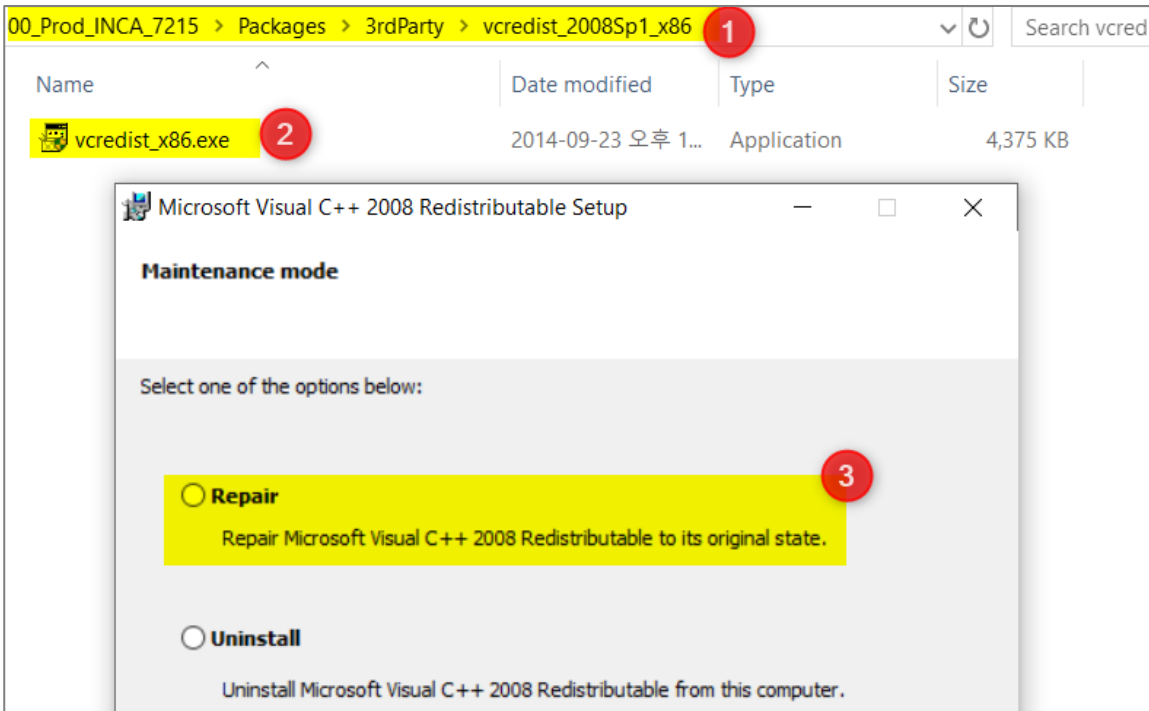 00_Prod_INCA_7215 > Packages > 3rdParty > vcredist_2008Sp1_x86 1 Search vcred
Name Date modified Type Size
vcredist_x86.exe 2 2014-09-23 오후 1... Application 4,375 KB
Microsoft Visual C++ 2008 Redistributable Setup
Maintenance mode
Select one of the options below:
3
Repair
Repair Microsoft Visual C++ 2008 Redistributable to its original state.
Uninstall
Uninstall Microsoft Visual C++ 2008 Redistributable from this computer.